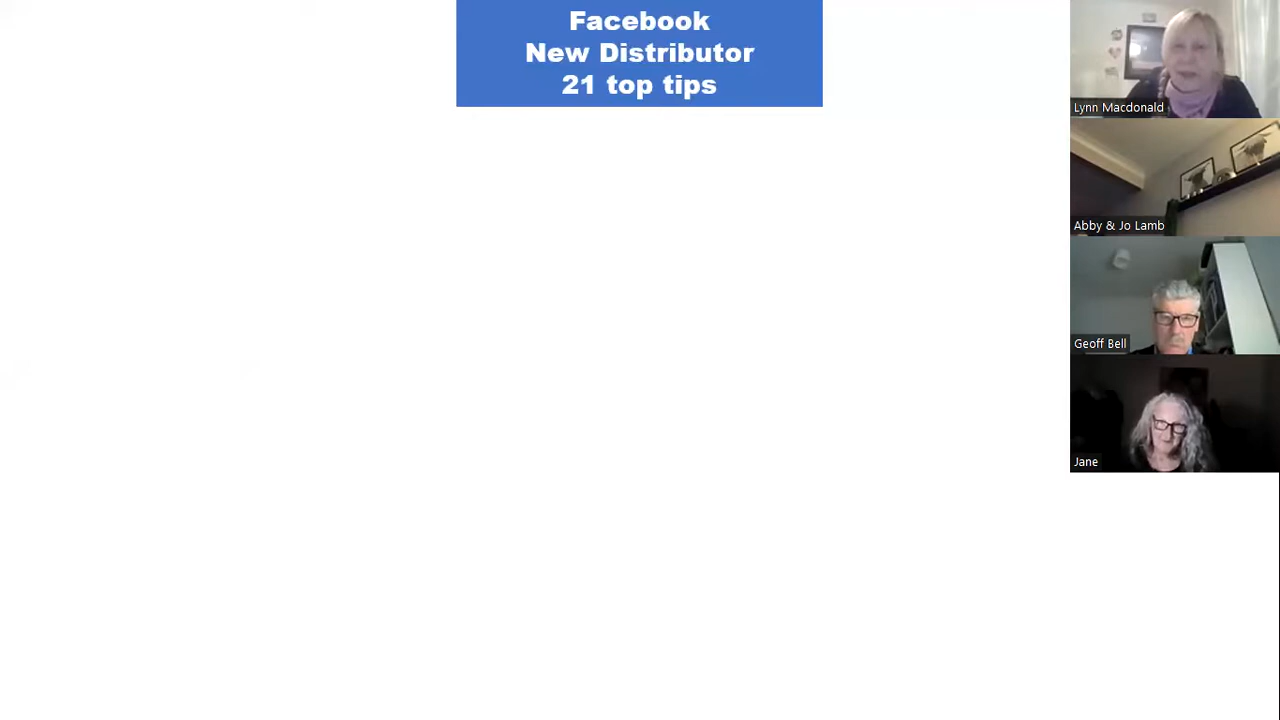 Facebook
New Distributor
21 top tips
Lynn Macdonald
Abby & Jo Lamb
Geoff Bell
Jane